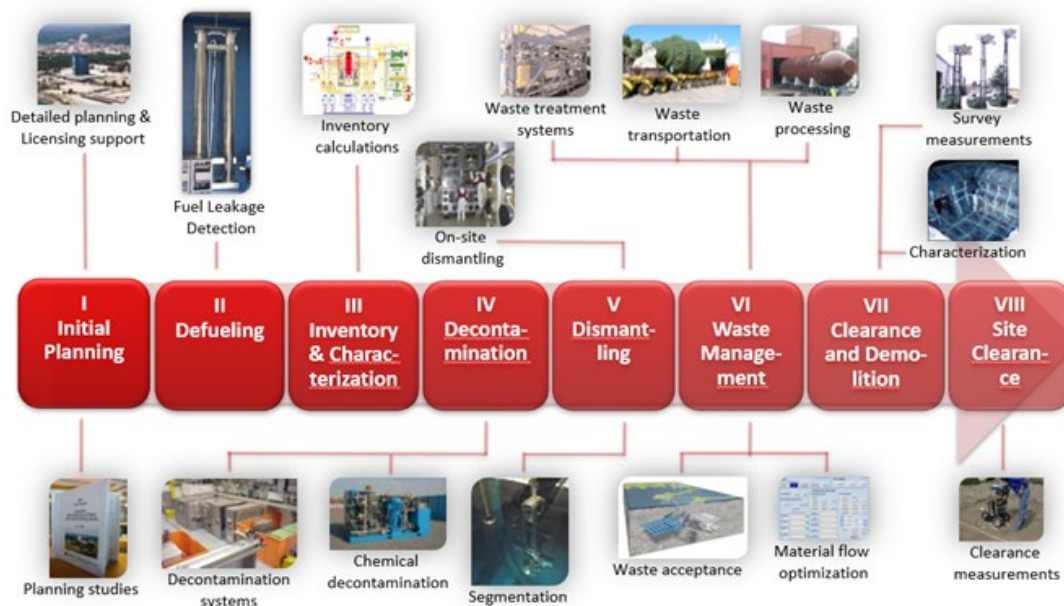 Detailed planning &
Licensing support
Fuel Leakage
Detection
Inventory
calculations
On-site
dismantling
Waste treatment
systems
Waste
transportation
Waste
processing
Survey
measurements
Characterization
I
Initial
Planning
II
Defueling
III
Inventory
& Charac-
terization
IV
Deconta-
mination
V
Dismant-
ling
VI
Waste
Manage-
ment
VII
Clearance
and Demo-
lition
VIII
Site
Clearan-
ce
Planning studies
Decontamination
systems
Chemical
decontamination
Segmentation
Waste acceptance
Material flow
optimization
Clearance
measurements